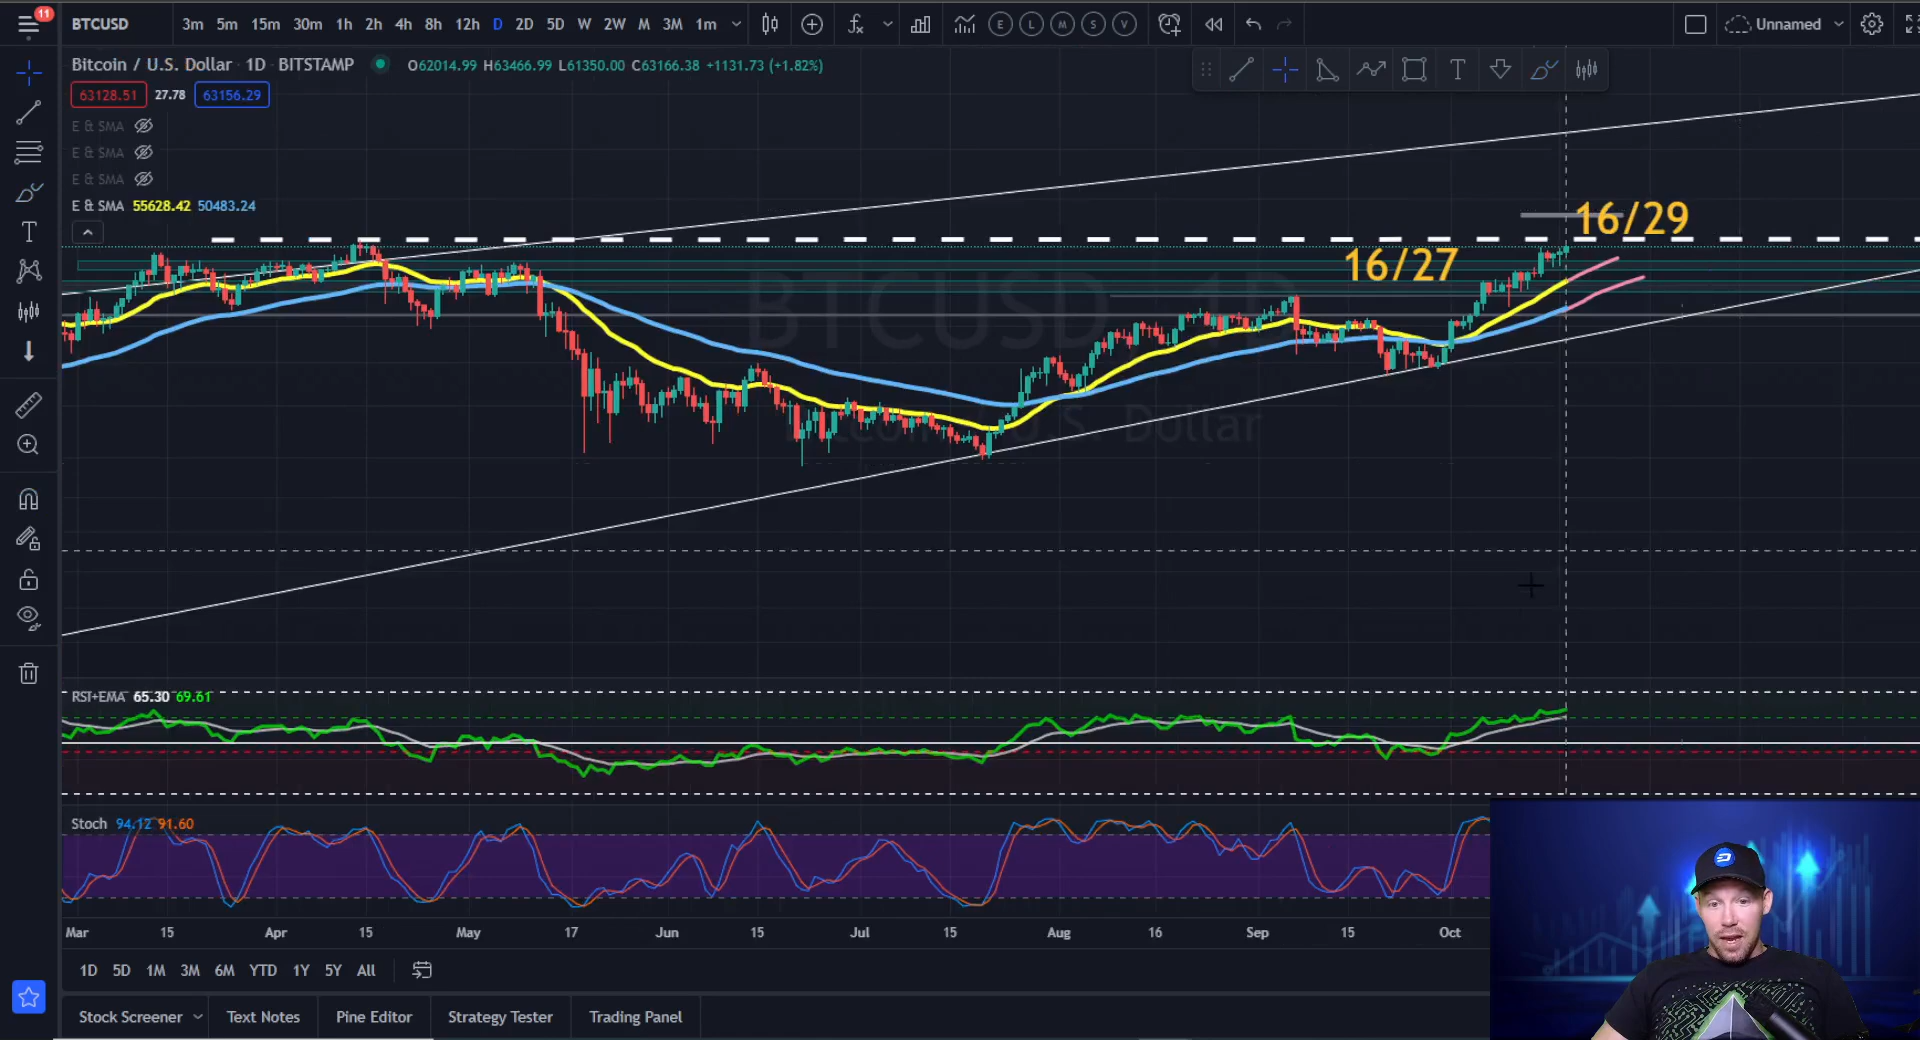 11
BTCUSD 3m 5m 15m 30m 1h 2h 4h 8h 12h D 2D 5D W 2W M 3M 1m E L M S V Unnamed
Bitcoin / U.S. Dollar 1D BITSTAMP O62014.99 H63466.99 L61350.00 C63166.38 +1131.73 (+1.82%)
63128.51 27.78 63156.29
E & SMA
E & SMA
E & SMA
E & SMA 55628.42 50483.24
16/29
16/27
BTCUSD, 1D
Bitcoin / U.S. Dollar
RSI+EMA 65.30 69.61
Stoch 94.12 91.60
Mar 15 Apr 15 May 17 Jun 15 Jul 15 Aug 16 Sep 15 Oct
1D 5D 1M 3M 6M YTD 1Y 5Y All
Stock Screener Text Notes Pine Editor Strategy Tester Trading Panel